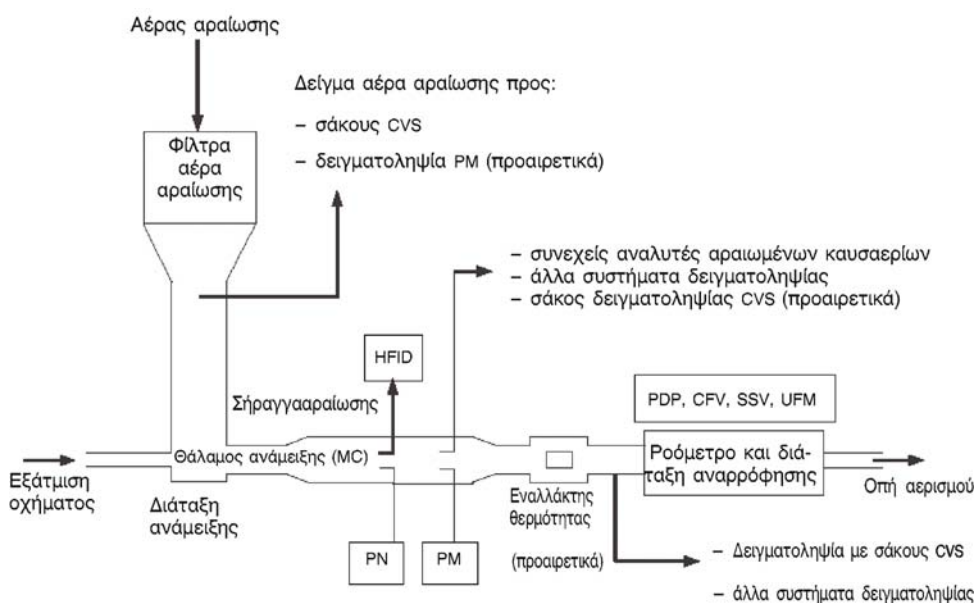 Αέρας αραίωσης
Δείγμα αέρα αραίωσης προς:
– σάκους CVS
– δειγματοληψία PM (προαιρετικά)
Φίλτρα
αέρα
αραίωσης
– συνεχείς αναλυτές αραιωμένων καυσαερίων
– άλλα συστήματα δειγματοληψίας
– σάκος δειγματοληψίας CVS (προαιρετικά)
HFID
Σήραγγααραίωσης
PDP, CFV, SSV, UFM
Θάλαμος ανάμειξης (MC)
Ροόμετρο και διά-
ταξη αναρρόφησης
Εξάτμιση
οχήματος
Διάταξη
ανάμειξης
Εναλλάκτης
θερμότητας
(προαιρετικά)
Οπή αερισμού
PN
PM
– Δειγματοληψία με σάκους CVS
– άλλα συστήματα δειγματοληψίας